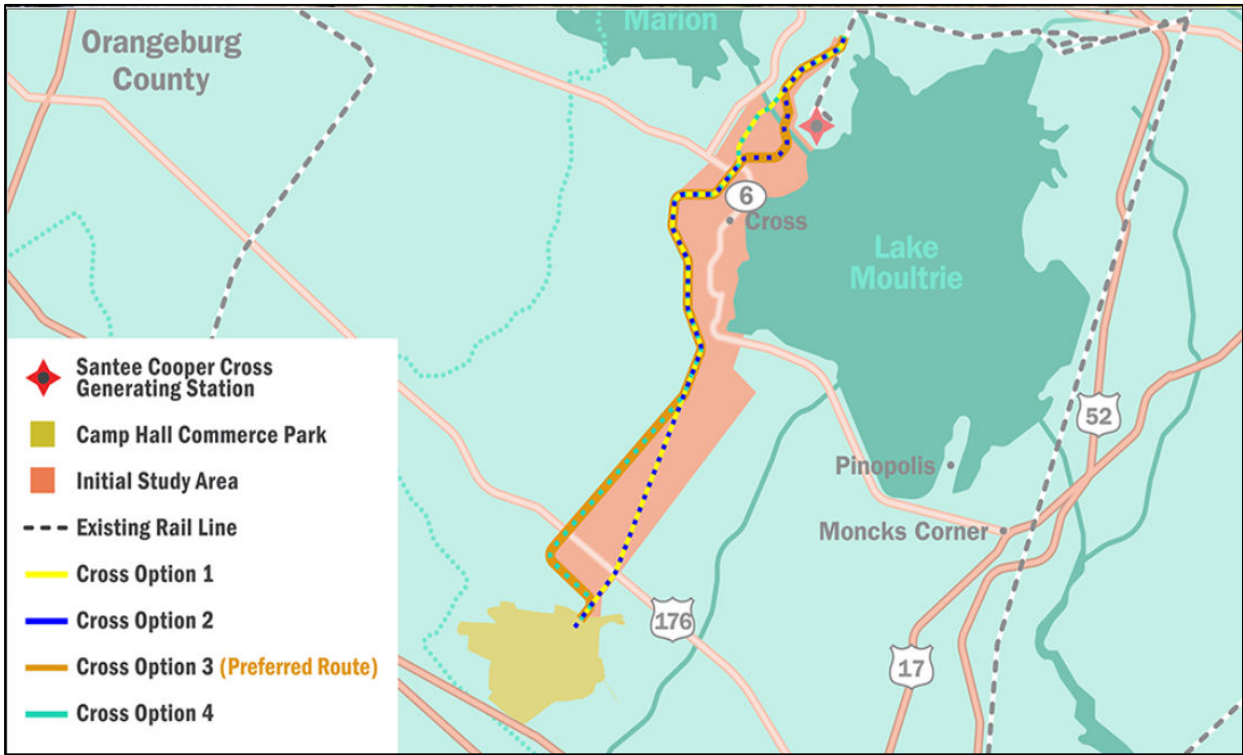 Marion
Orangeburg
County
6
Cross
Lake
Moultrie
Santee Cooper Cross
Generating Station
Camp Hall Commerce Park
Initial Study Area
Existing Rail Line
Cross Option 1
Cross Option 2
Cross Option 3 (Preferred Route)
Cross Option 4
52
Pinopolis
Moncks Corner
176
17